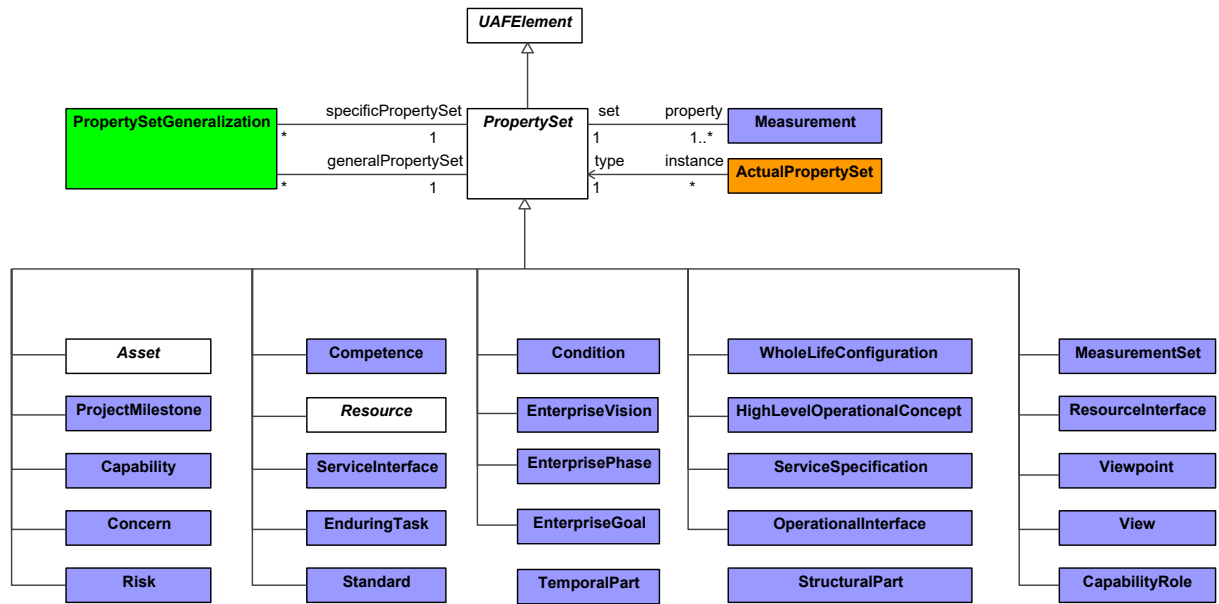 UAFElement
PropertySetGeneralization
specificPropertySet
* 1
generalPropertySet
* 1
PropertySet
set property
1 1..*
Measurement
type instance
1 *
ActualPropertySet
Asset
Competence
Condition
WholeLifeConfiguration
MeasurementSet
ProjectMilestone
Resource
EnterpriseVision
HighLevelOperationalConcept
ResourceInterface
Capability
ServiceInterface
EnterprisePhase
ServiceSpecification
Viewpoint
Concern
EnduringTask
EnterpriseGoal
OperationalInterface
View
Risk
Standard
TemporalPart
StructuralPart
CapabilityRole